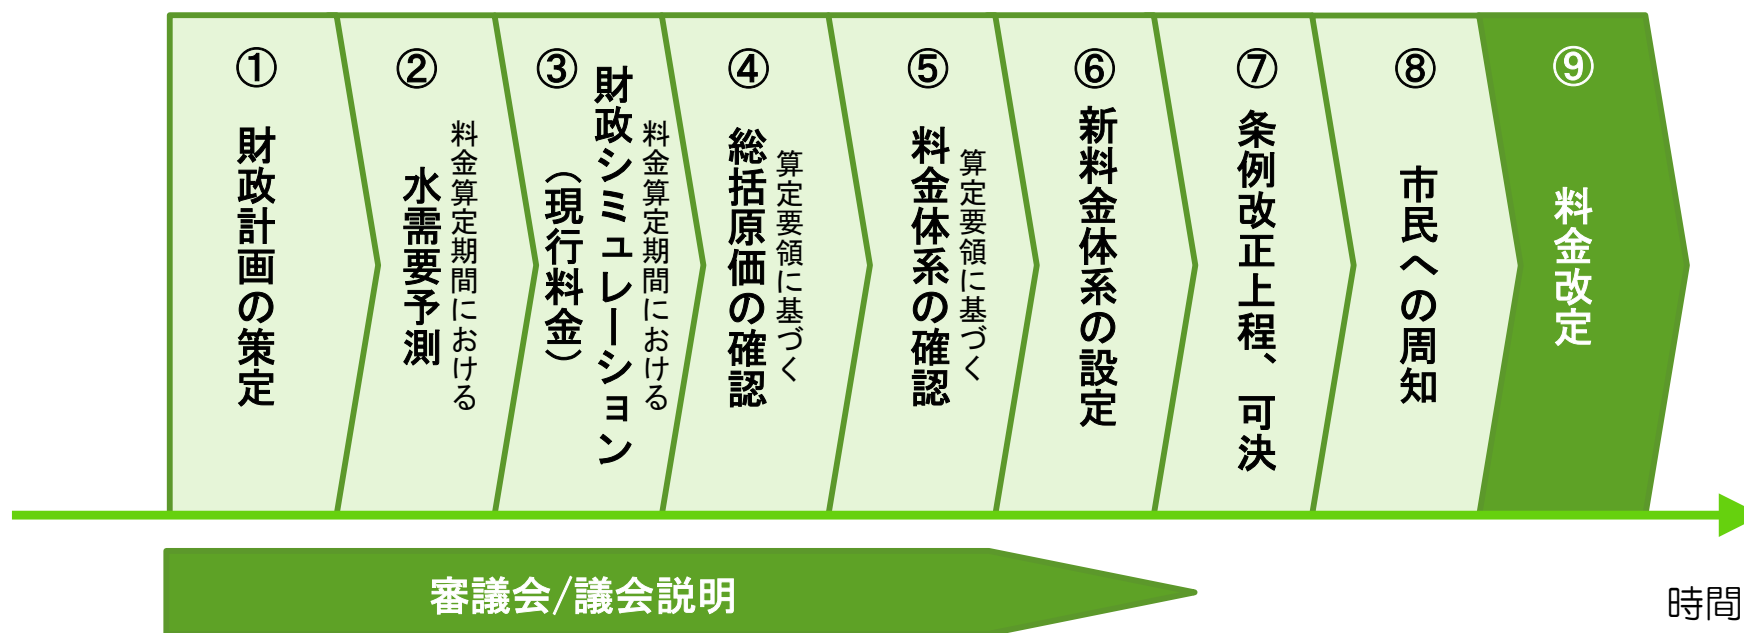 ①
財政計画の策定
②
料金算定期間における
水需要予測
③
料金算定期間における
財政シミュレーション
（現行料金）
④
算定要領に基づく
総括原価の確認
⑤
算定要領に基づく
料金体系の確認
⑥
新料金体系の設定
⑦
条例改正上程、可決
⑧
市民への周知
⑨
料金改定
審議会/議会説明
時間